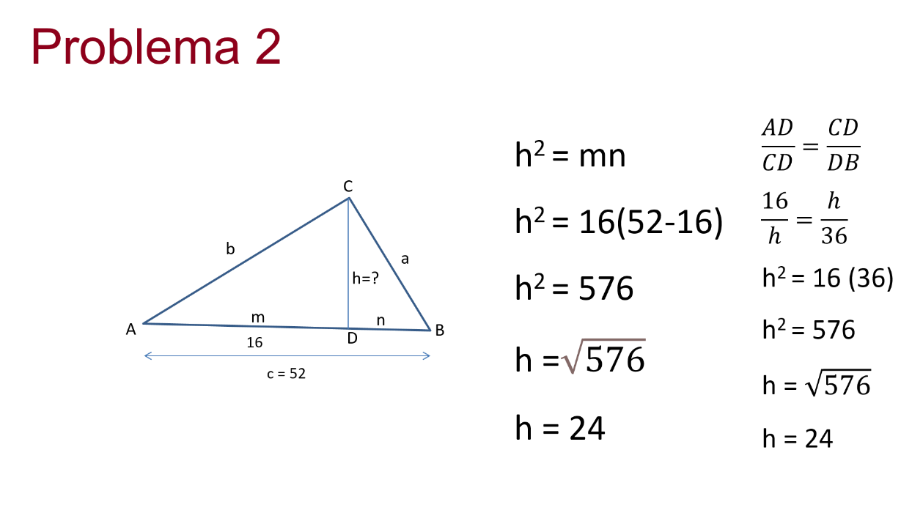 Problema 2
C
b
a
h=?
A
m
n
B
16
D
c = 52
h² = mn
h² = 16(52-16)
h² = 576
h =√576
h = 24
AD/CD = CD/DB
16/h = h/36
h² = 16 (36)
h² = 576
h = √576
h = 24